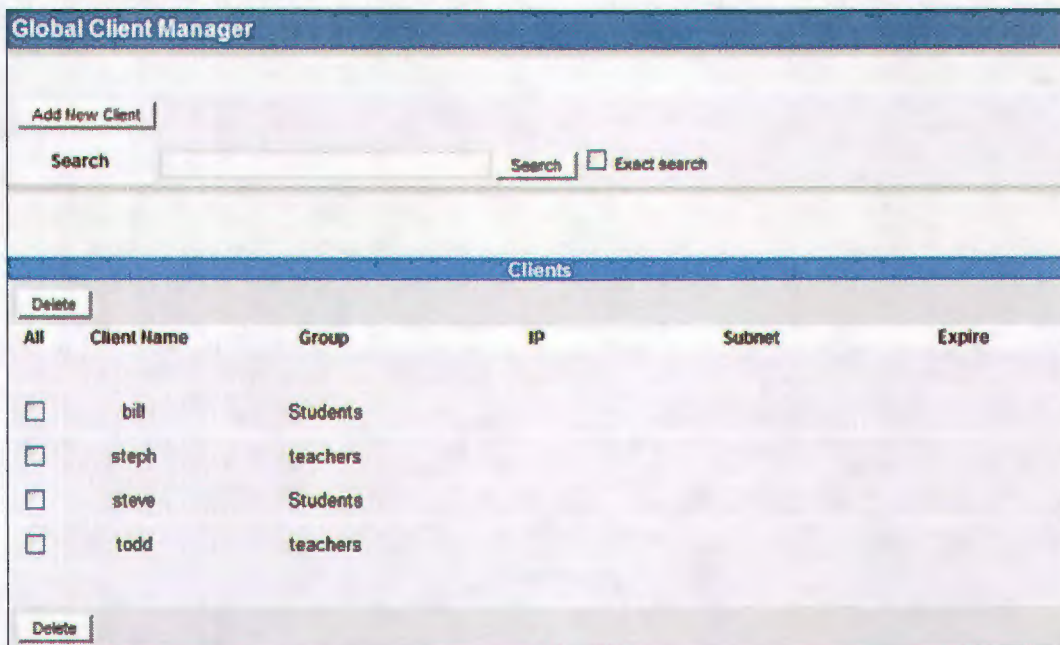 Global Client Manager
Add New Client
Search Search Exact search
Clients
Delete
All Client Name Group IP Subnet Expire
bill Students
steph teachers
steve Students
todd teachers
Delete